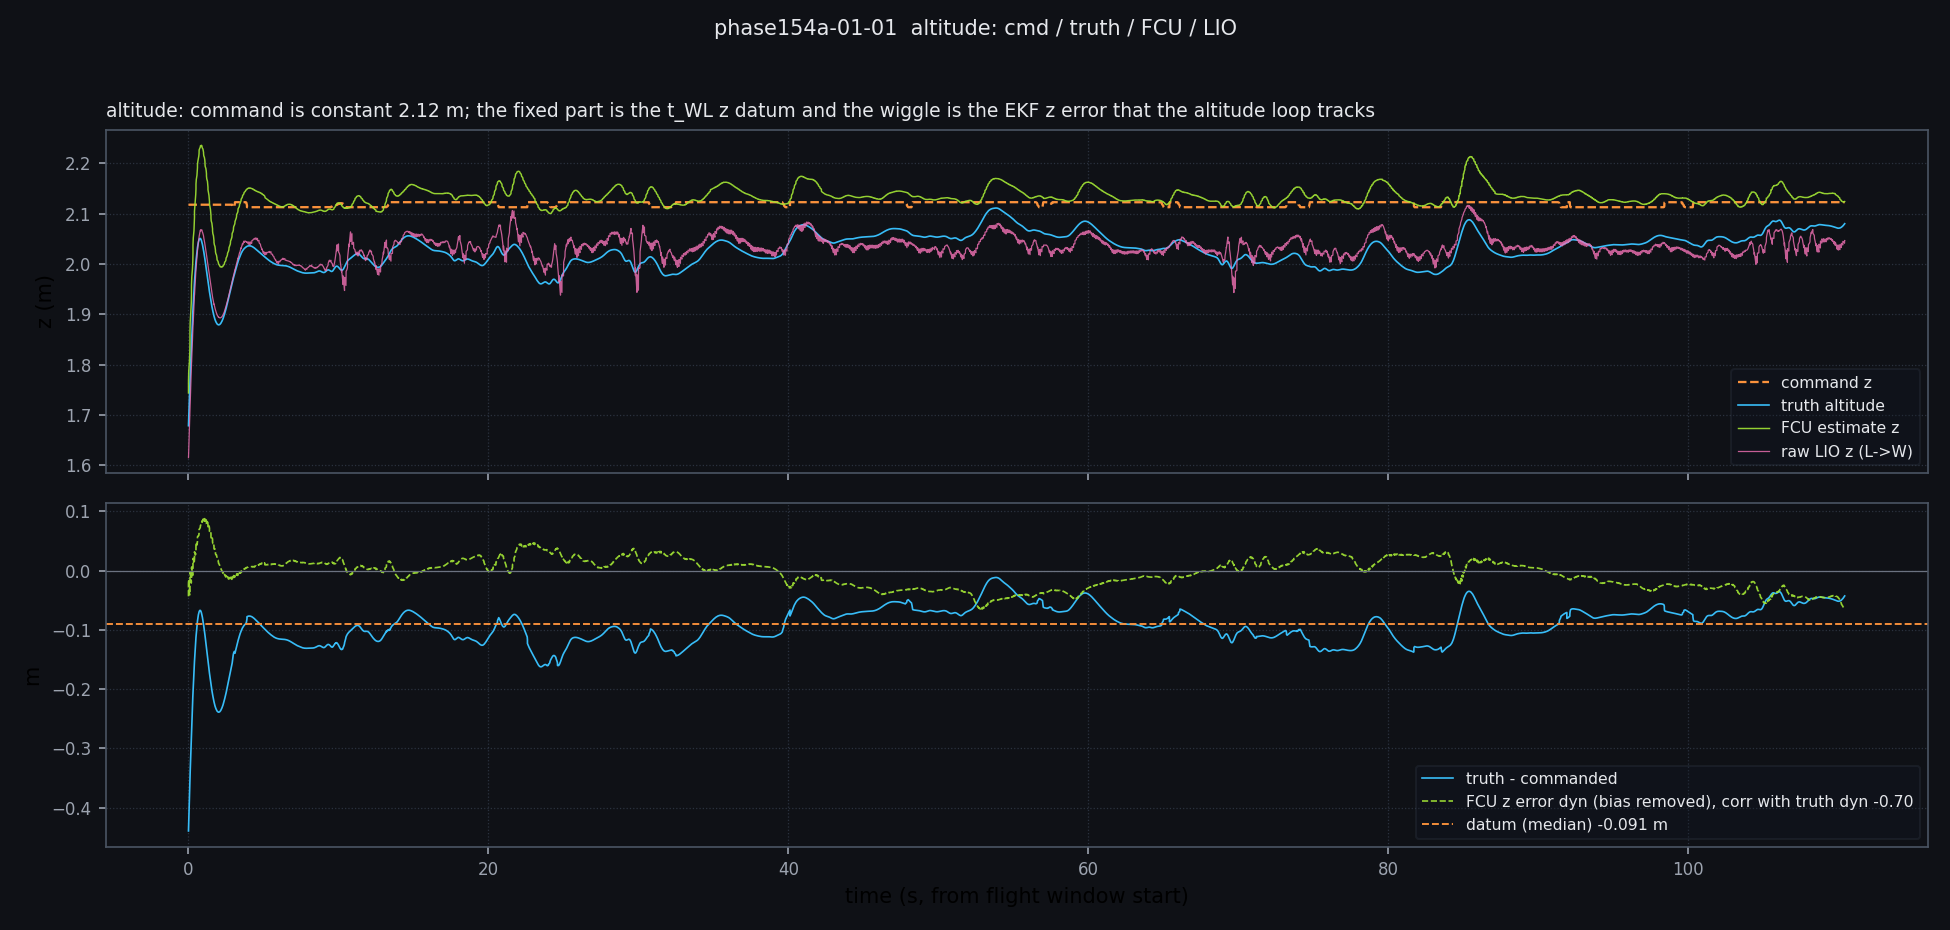 phase154a-01-01  altitude: cmd / truth / FCU / LIO
altitude: command is constant 2.12 m; the fixed part is the t_WL z datum and the wiggle is the EKF z error that the altitude loop tracks
z (m)
2.2
2.1
2.0
1.9
1.8
1.7
1.6
command z
truth altitude
FCU estimate z
raw LIO z (L->W)
m
0.1
0.0
−0.1
−0.2
−0.3
−0.4
truth - commanded
FCU z error dyn (bias removed), corr with truth dyn -0.70
datum (median) -0.091 m
0 20 40 60 80 100
time (s, from flight window start)